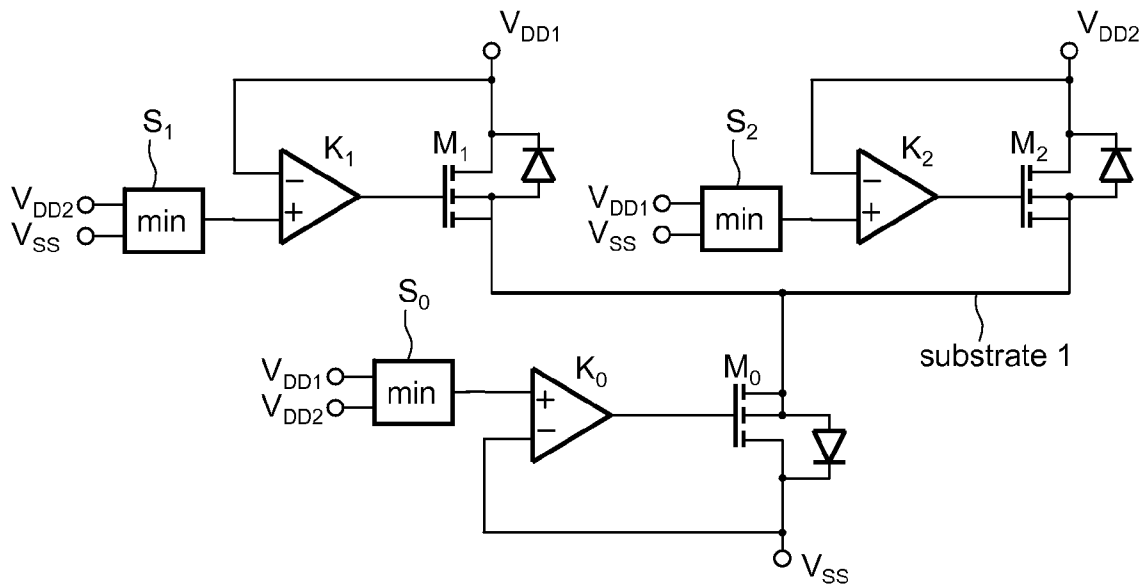 V_DD1
V_DD2
S_1
K_1
M_1
S_2
K_2
M_2
V_DD2
V_SS
min
−
+
V_DD1
V_SS
min
−
+
S_0
substrate 1
V_DD1
V_DD2
min
K_0
+
−
M_0
V_SS